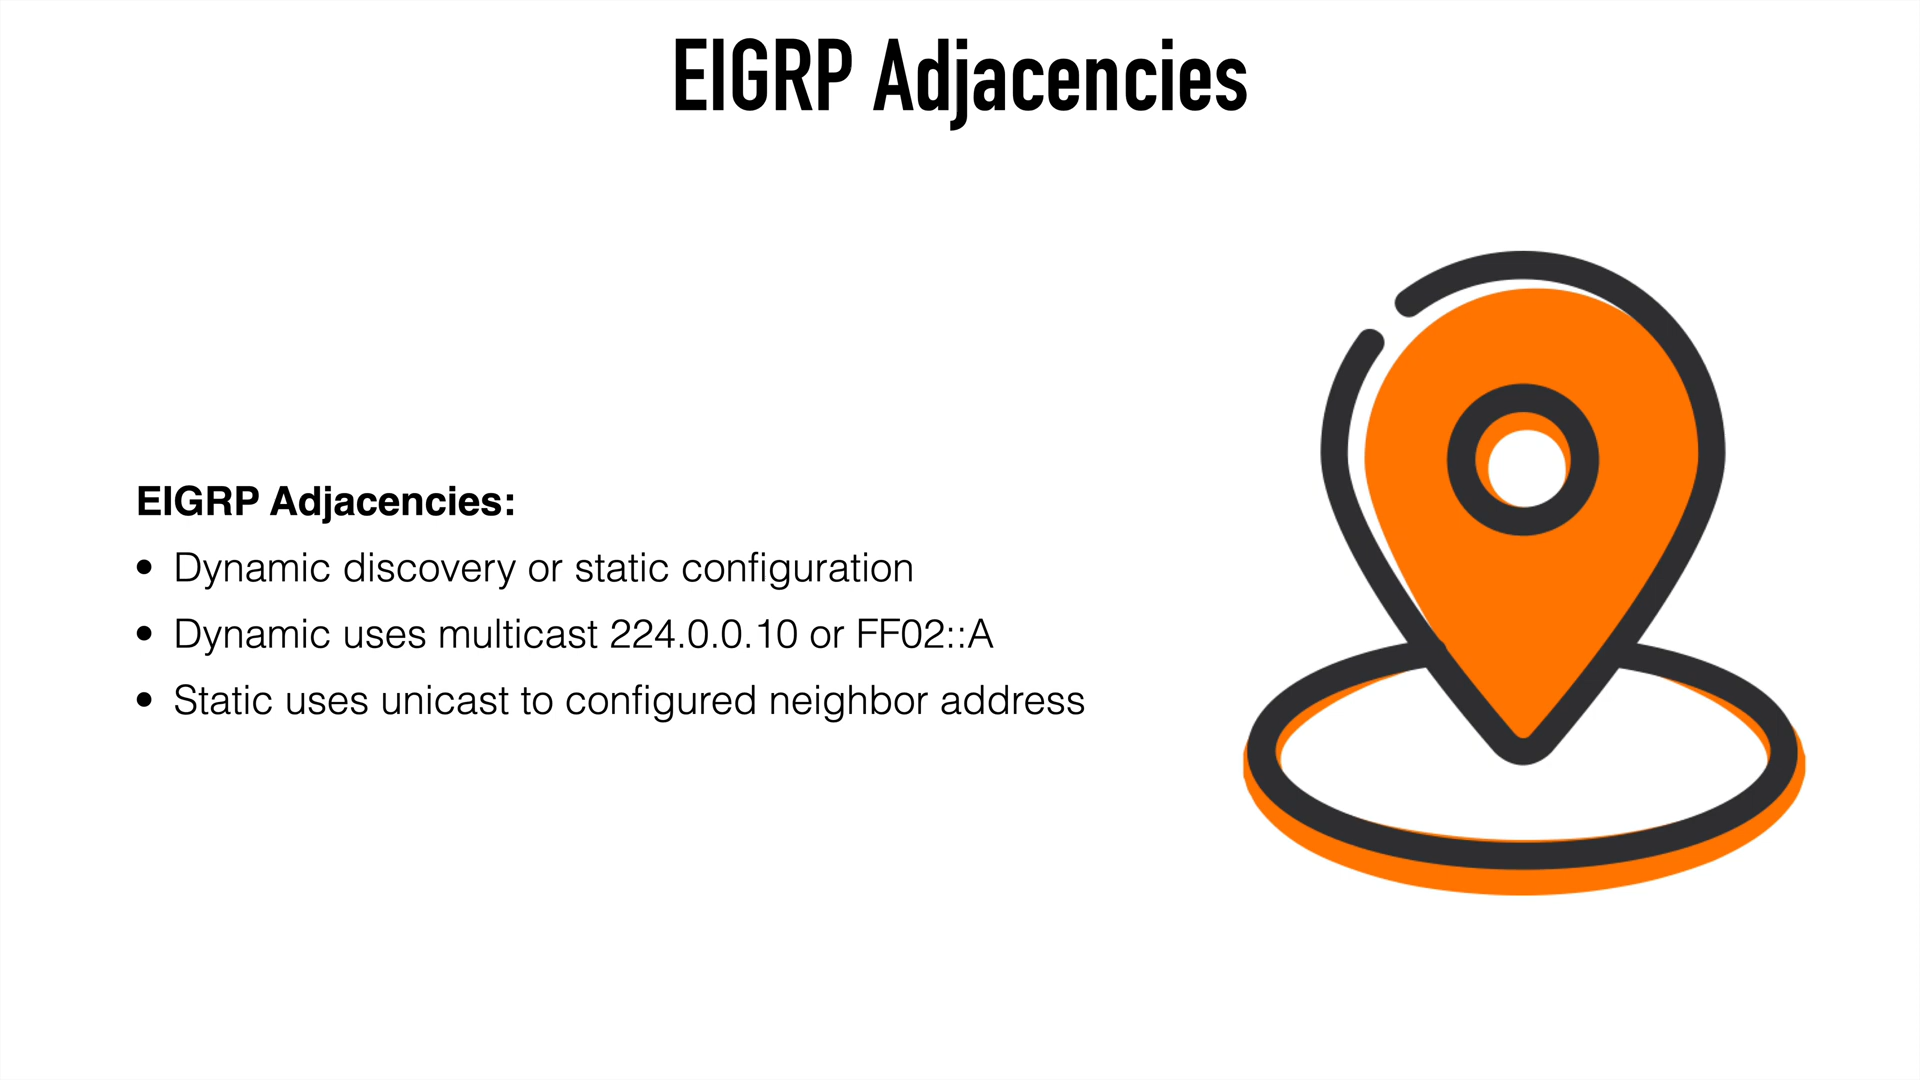 EIGRP Adjacencies
EIGRP Adjacencies:
• Dynamic discovery or static configuration
• Dynamic uses multicast 224.0.0.10 or FF02::A
• Static uses unicast to configured neighbor address